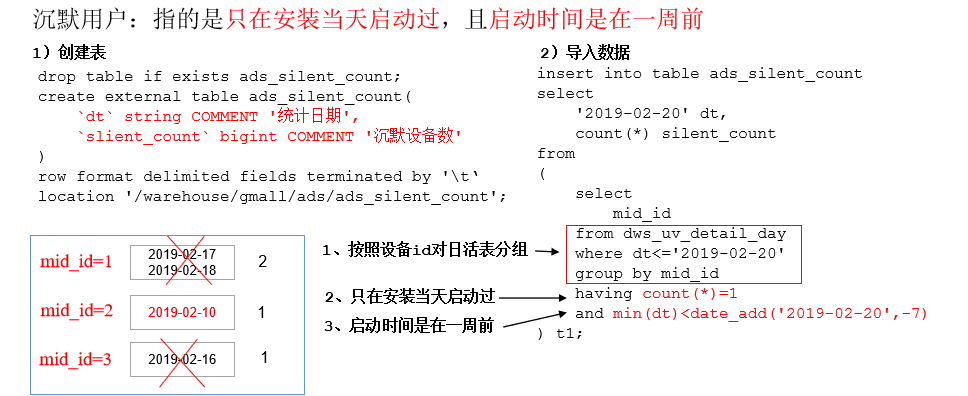 沉默用户：指的是只在安装当天启动过，且启动时间是在一周前
1）创建表
drop table if exists ads_silent_count;
create external table ads_silent_count(
`dt` string COMMENT '统计日期',
`slient_count` bigint COMMENT '沉默设备数'
)
row format delimited fields terminated by '\t‘
location '/warehouse/gmall/ads/ads_silent_count';
2）导入数据
insert into table ads_silent_count
select
'2019-02-20' dt,
count(*) silent_count
from
(
select
mid_id
from dws_uv_detail_day
where dt<='2019-02-20'
group by mid_id
having count(*)=1
and min(dt)<date_add('2019-02-20',-7)
) t1;
1、按照设备id对日活表分组
2、只在安装当天启动过
3、启动时间是在一周前
mid_id=1
2019-02-17
2019-02-18
2
mid_id=2
2019-02-10
1
mid_id=3
2019-02-16
1